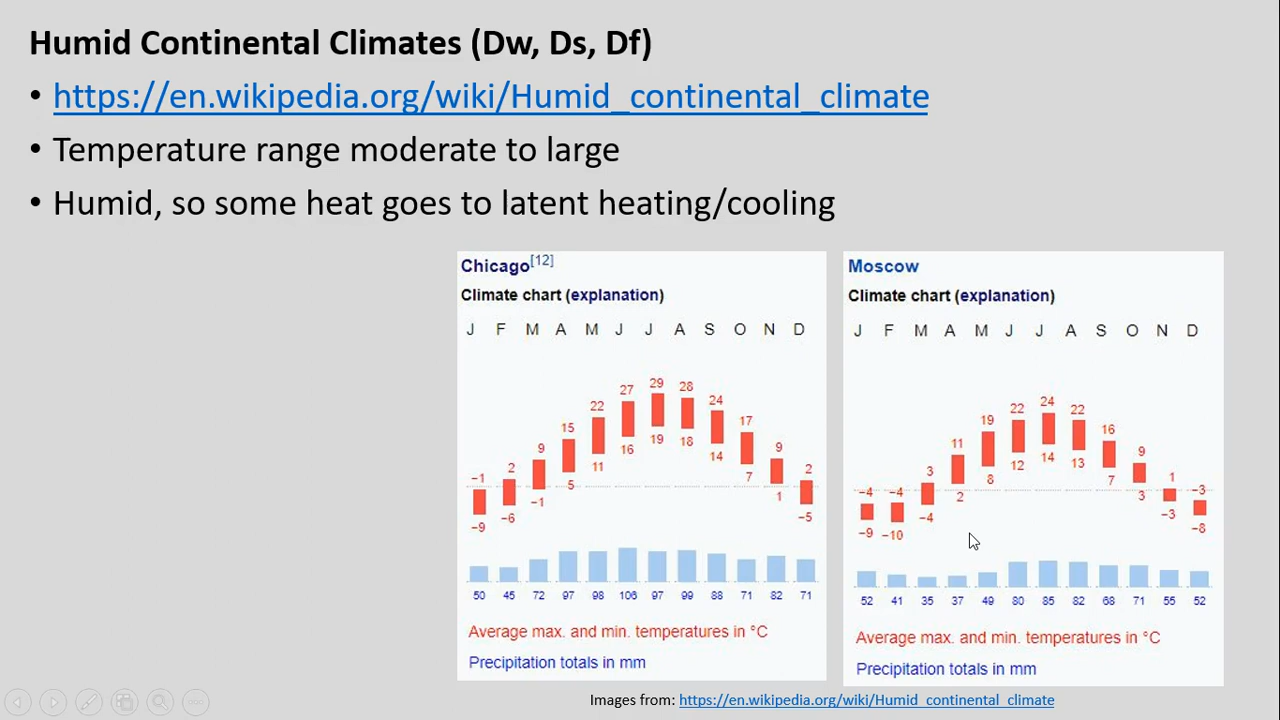 Humid Continental Climates (Dw, Ds, Df)
• https://en.wikipedia.org/wiki/Humid_continental_climate
• Temperature range moderate to large
• Humid, so some heat goes to latent heating/cooling
Chicago[12]
Climate chart (explanation)
J F M A M J J A S O N D
−1 2 9 15 22 27 29 28 24 17 9 2
−9 −6 −1 5 11 16 19 18 14 7 1 −5
50 45 72 97 98 106 97 99 88 71 82 71
Average max. and min. temperatures in °C
Precipitation totals in mm
Moscow
Climate chart (explanation)
J F M A M J J A S O N D
−4 −4 3 11 19 22 24 22 16 9 1 −3
−9 −10 −4 2 8 12 14 13 7 3 −3 −8
52 41 35 37 49 80 85 82 68 71 55 52
Average max. and min. temperatures in °C
Precipitation totals in mm
Images from: https://en.wikipedia.org/wiki/Humid_continental_climate